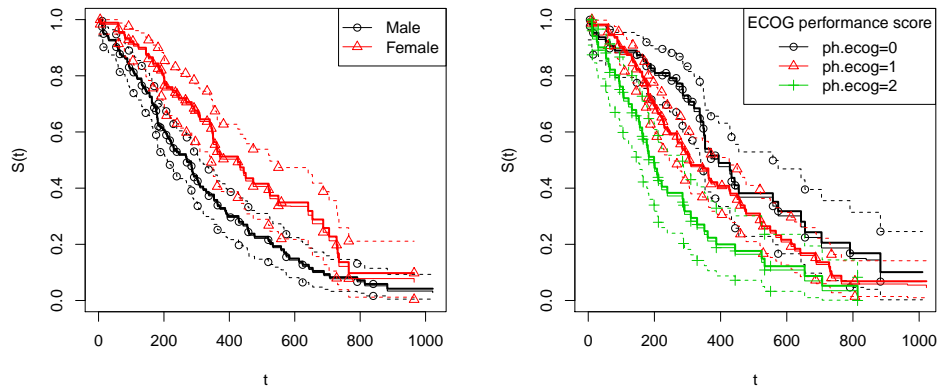 Male
Female
S(t)
1.0
0.8
0.6
0.4
0.2
0.0
0 200 400 600 800 1000
t
ECOG performance score
ph.ecog=0
ph.ecog=1
ph.ecog=2
S(t)
1.0
0.8
0.6
0.4
0.2
0.0
0 200 400 600 800 1000
t